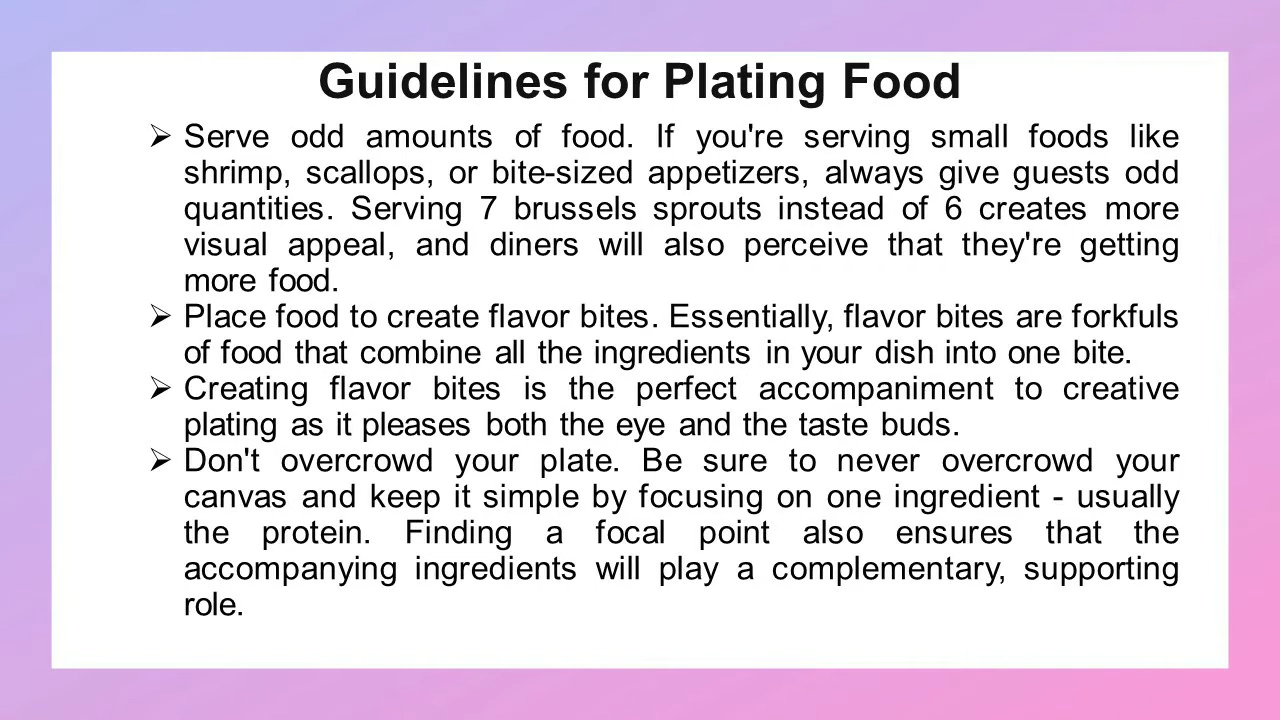 Guidelines for Plating Food
➢ Serve odd amounts of food. If you're serving small foods like
shrimp, scallops, or bite-sized appetizers, always give guests odd
quantities. Serving 7 brussels sprouts instead of 6 creates more
visual appeal, and diners will also perceive that they're getting
more food.
➢ Place food to create flavor bites. Essentially, flavor bites are forkfuls
of food that combine all the ingredients in your dish into one bite.
➢ Creating flavor bites is the perfect accompaniment to creative
plating as it pleases both the eye and the taste buds.
➢ Don't overcrowd your plate. Be sure to never overcrowd your
canvas and keep it simple by focusing on one ingredient - usually
the protein. Finding a focal point also ensures that the
accompanying ingredients will play a complementary, supporting
role.